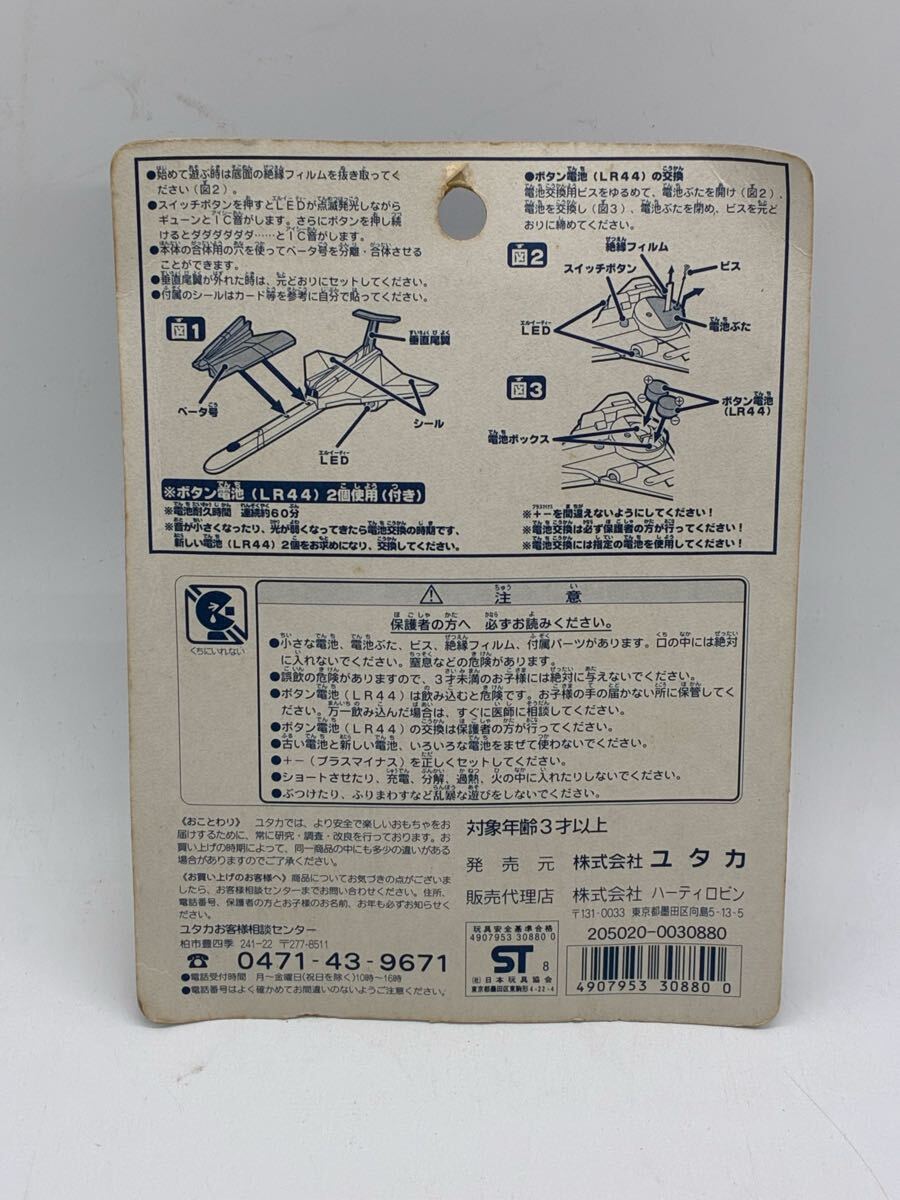 ●始めて遊ぶ時は底面の絶縁フィルムを抜き取ってく
ださい（図2）。
●スイッチボタンを押すとＬＥＤが点滅発光しながら
ギューンとＩＣ音がします。さらにボタンを押し続
けるとダダダダダダ……とＩＣ音がします。
●本体の合体用の穴を使ってベータ号を分離・合体させる
ことができます。
●垂直尾翼が外れた時は、元どおりにセットしてください。
●付属のシールはカード等を参考に自分で貼ってください。
図1
垂直尾翼
ベータ号
シール
ＬＥＤ
※ボタン電池（LR44）2個使用（付き）
※電池耐久時間　連続約60分
※音が小さくなったり、光が弱くなってきたら電池交換の時期です、
新しい電池（LR44）2個をお求めになり、交換してください。
●ボタン電池（LR44）の交換
電池交換用ビスをゆるめて、電池ぶたを開け（図2）、
電池を交換し（図3）、電池ぶたを閉め、ビスを元ど
おりに締めてください。
図2
絶縁フィルム
スイッチボタン
ビス
ＬＥＤ
電池ぶた
図3
ボタン電池
（LR44）
電池ボックス
※＋－を間違えないようにしてください！
※電池交換は必ず保護者の方が行ってください！
※電池交換には指定の電池を使用してください！
くちにいれない
⚠ 注　意
保護者の方へ　必ずお読みください。
●小さな電池、電池ぶた、ビス、絶縁フィルム、付属パーツがあります。口の中には絶対
に入れないでください。窒息などの危険があります。
●誤飲の危険がありますので、3才未満のお子様には絶対に与えないでください。
●ボタン電池（LR44）は飲み込むと危険です。お子様の手の届かない所に保管してく
ださい。万一飲み込んだ場合は、すぐに医師に相談してください。
●ボタン電池（LR44）の交換は保護者の方が行ってください。
●古い電池と新しい電池、いろいろな電池をまぜて使わないでください。
●＋－（プラスマイナス）を正しくセットしてください。
●ショートさせたり、充電、分解、過熱、火の中に入れたりしないでください。
●ぶつけたり、ふりまわすなど乱暴な遊びをしないでください。
《おことわり》　ユタカでは、より安全で楽しいおもちゃをお
届けするために、常に研究・調査・改良を行っております。お
買い上げの時期によって、同一商品の中にも多少の違いがある
場合がありますのでご了承ください。
《お買い上げのお客様へ》商品についてお気づきの点がございま
したら、お客様相談センターまでお問い合わせください。住所、
電話番号、保護者の方とお子様のお名前、お年も必ずお知らせ
ください。
ユタカお客様相談センター
柏市豊四季 241-22 〒277-8511
☎ 0471-43-9671
●電話受付時間　月～金曜日（祝日を除く）10時～16時
●電話番号はよく確かめてお間違いのないようご注意ください。
対象年齢3才以上
発　売　元　株式会社 ユ タ カ
販売代理店　株式会社 ハーティロビン
〒131-0033 東京都墨田区向島5-13-5
205020-0030880
玩具安全基準合格
4907953 30880 0
ST 8
(社)日本玩具協会
東京都墨田区東駒形4-22-4
4907953 30880 0